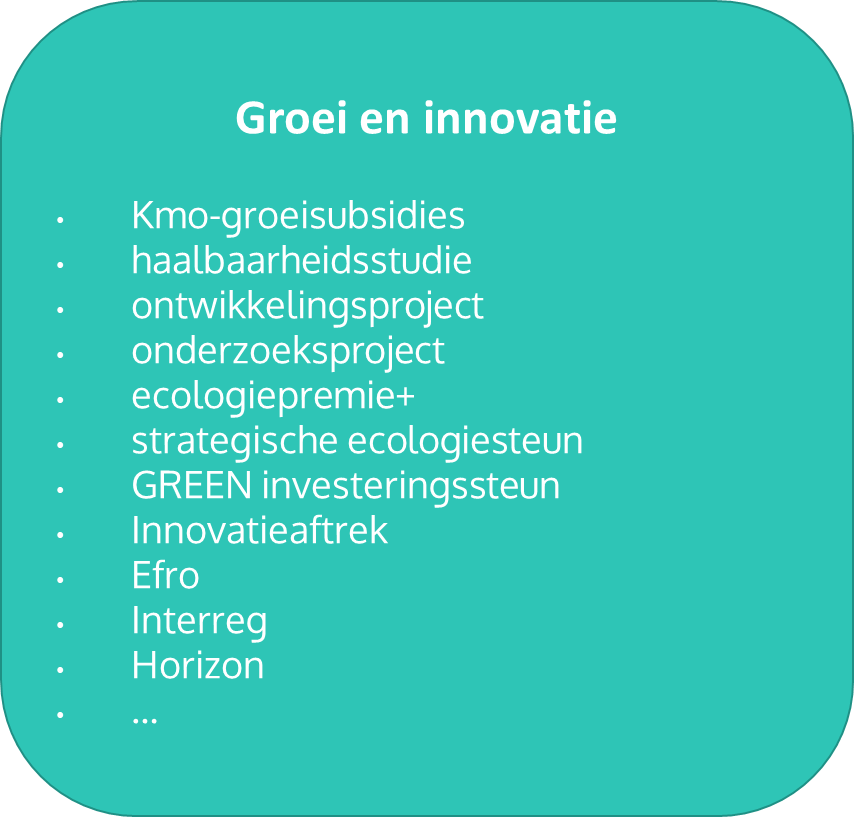 Groei en innovatie
• Kmo-groeisubsidies
• haalbaarheidsstudie
• ontwikkelingsproject
• onderzoeksproject
• ecologiepremie+
• strategische ecologiesteun
• GREEN investeringssteun
• Innovatieaftrek
• Efro
• Interreg
• Horizon
• ...